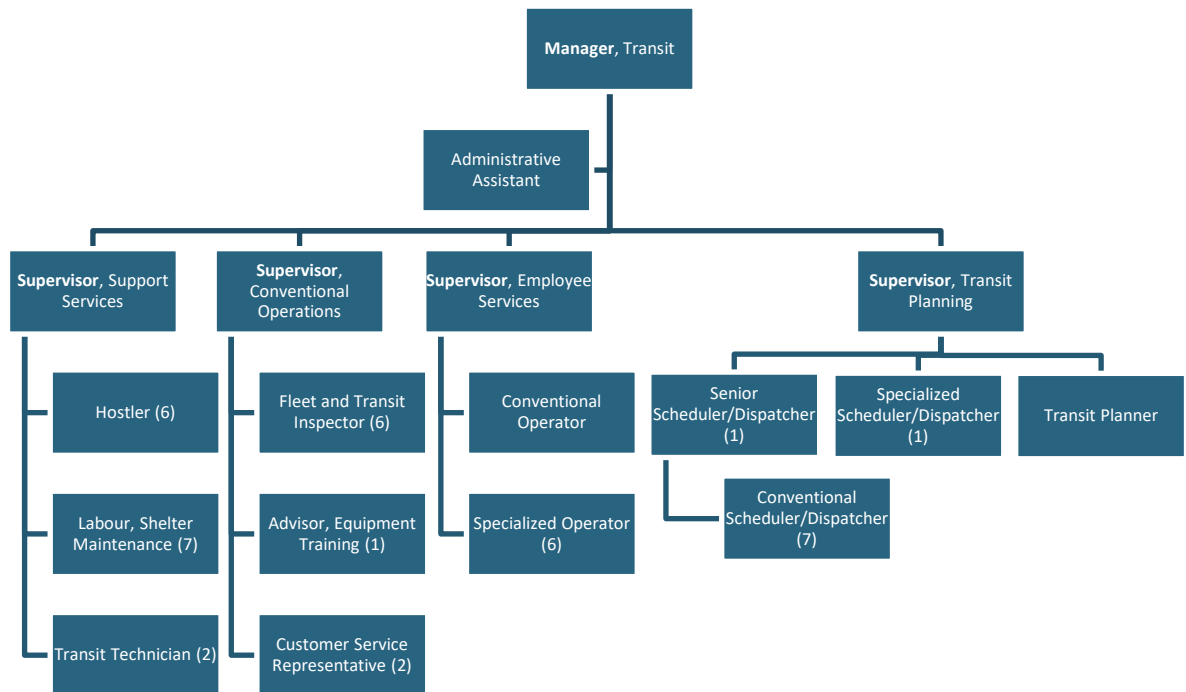 Manager, Transit
Administrative
Assistant
Supervisor, Support
Services
Supervisor,
Conventional
Operations
Supervisor, Employee
Services
Supervisor, Transit
Planning
Hostler (6)
Fleet and Transit
Inspector (6)
Conventional
Operator
Senior
Scheduler/Dispatcher
(1)
Specialized
Scheduler/Dispatcher
(1)
Transit Planner
Labour, Shelter
Maintenance (7)
Advisor, Equipment
Training (1)
Specialized Operator
(6)
Conventional
Scheduler/Dispatcher
(7)
Transit Technician (2)
Customer Service
Representative (2)